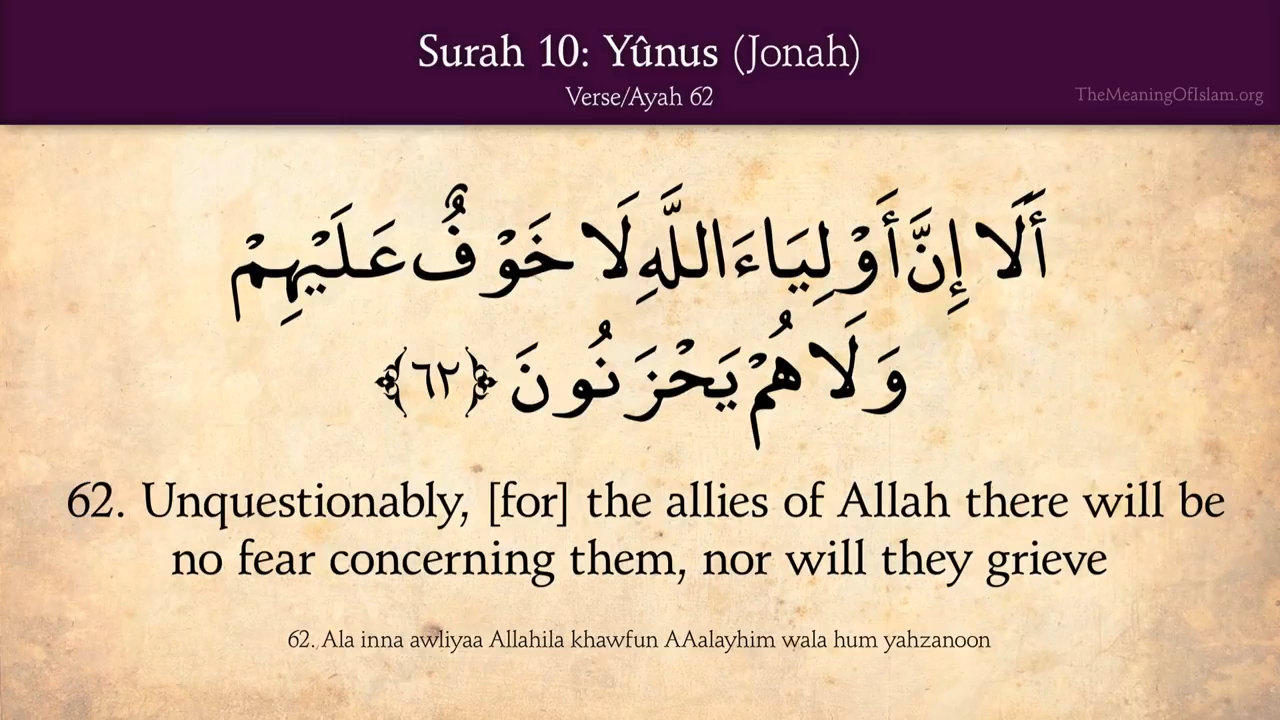 Surah 10: Yûnus (Jonah)
Verse/Ayah 62
TheMeaningOfIslam.org
أَلَا إِنَّ أَوْلِيَاءَ اللَّهِ لَا خَوْفٌ عَلَيْهِمْ
وَلَا هُمْ يَحْزَنُونَ ﴿٦٢﴾
62. Unquestionably, [for] the allies of Allah there will be
no fear concerning them, nor will they grieve
62. Ala inna awliyaa Allahila khawfun AAalayhim wala hum yahzanoon